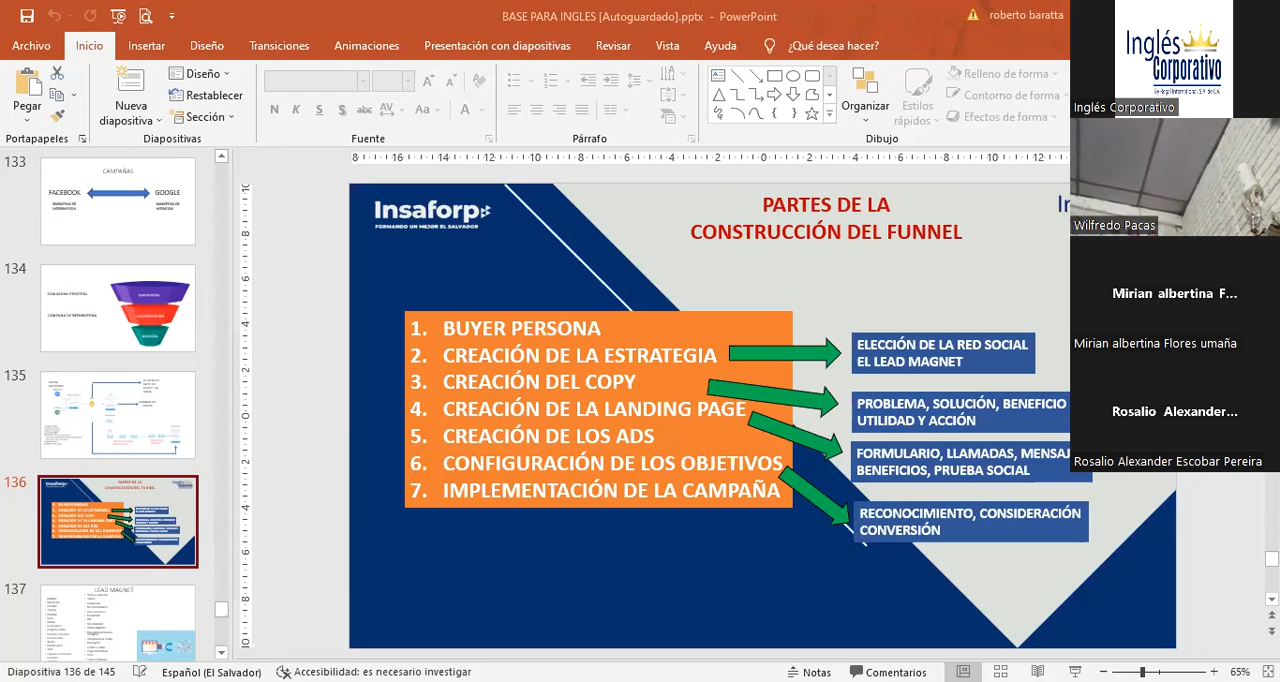 BASE PARA INGLES [Autoguardado].pptx - PowerPoint
roberto baratta
Archivo Inicio Insertar Diseño Transiciones Animaciones Presentación con diapositivas Revisar Vista Ayuda ¿Qué desea hacer?
Pegar
Nueva diapositiva
Diseño
Restablecer
Sección
N K S S abc AV Aa A
Organizar
Estilos rápidos
Relleno de forma
Contorno de forma
Efectos de forma
Portapapeles Diapositivas Fuente Párrafo Dibujo
133
CAMPAÑAS
FACEBOOK GOOGLE
134
135
136
137
LEAD MAGNET
Insaforp
FORMANDO UN MEJOR EL SALVADOR
PARTES DE LA
CONSTRUCCIÓN DEL FUNNEL
1. BUYER PERSONA
2. CREACIÓN DE LA ESTRATEGIA
3. CREACIÓN DEL COPY
4. CREACIÓN DE LA LANDING PAGE
5. CREACIÓN DE LOS ADS
6. CONFIGURACIÓN DE LOS OBJETIVOS
7. IMPLEMENTACIÓN DE LA CAMPAÑA
ELECCIÓN DE LA RED SOCIAL
EL LEAD MAGNET
PROBLEMA, SOLUCIÓN, BENEFICIO
UTILIDAD Y ACCIÓN
FORMULARIO, LLAMADAS, MENSAJ
BENEFICIOS, PRUEBA SOCIAL
RECONOCIMIENTO, CONSIDERACIÓN
CONVERSIÓN
Inglés
Corporativo
Inglés Corporativo
Wilfredo Pacas
Mirian albertina F...
Mirian albertina Flores umaña
Rosalio Alexander...
Rosalio Alexander Escobar Pereira
Diapositiva 136 de 145 Español (El Salvador) Accesibilidad: es necesario investigar Notas Comentarios 65%